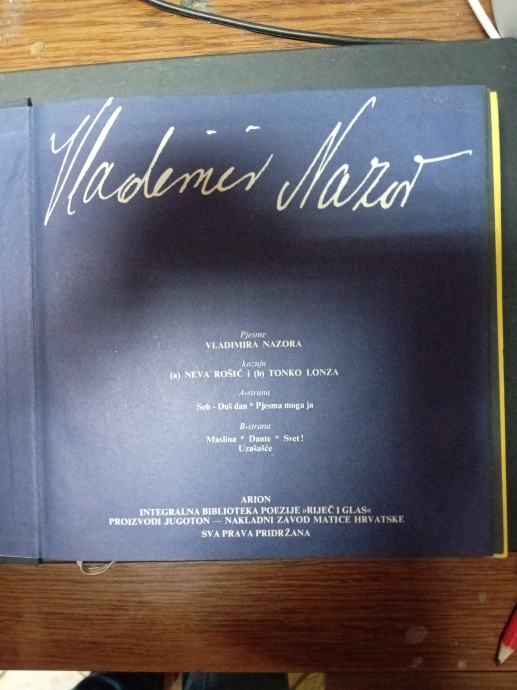 Vladimir Nazor
Pjesme
VLADIMIRA NAZORA
kazuju
(a) NEVA ROŠIĆ i (b) TONKO LONZA
A-strana
Seh - Duš dan * Pjesma moga ja
B-strana
Maslina * Dante * Svet!
Uzašašće
ARION
INTEGRALNA BIBLIOTEKA POEZIJE »RIJEČ I GLAS«
PROIZVODI JUGOTON — NAKLADNI ZAVOD MATICE HRVATSKE
SVA PRAVA PRIDRŽANA